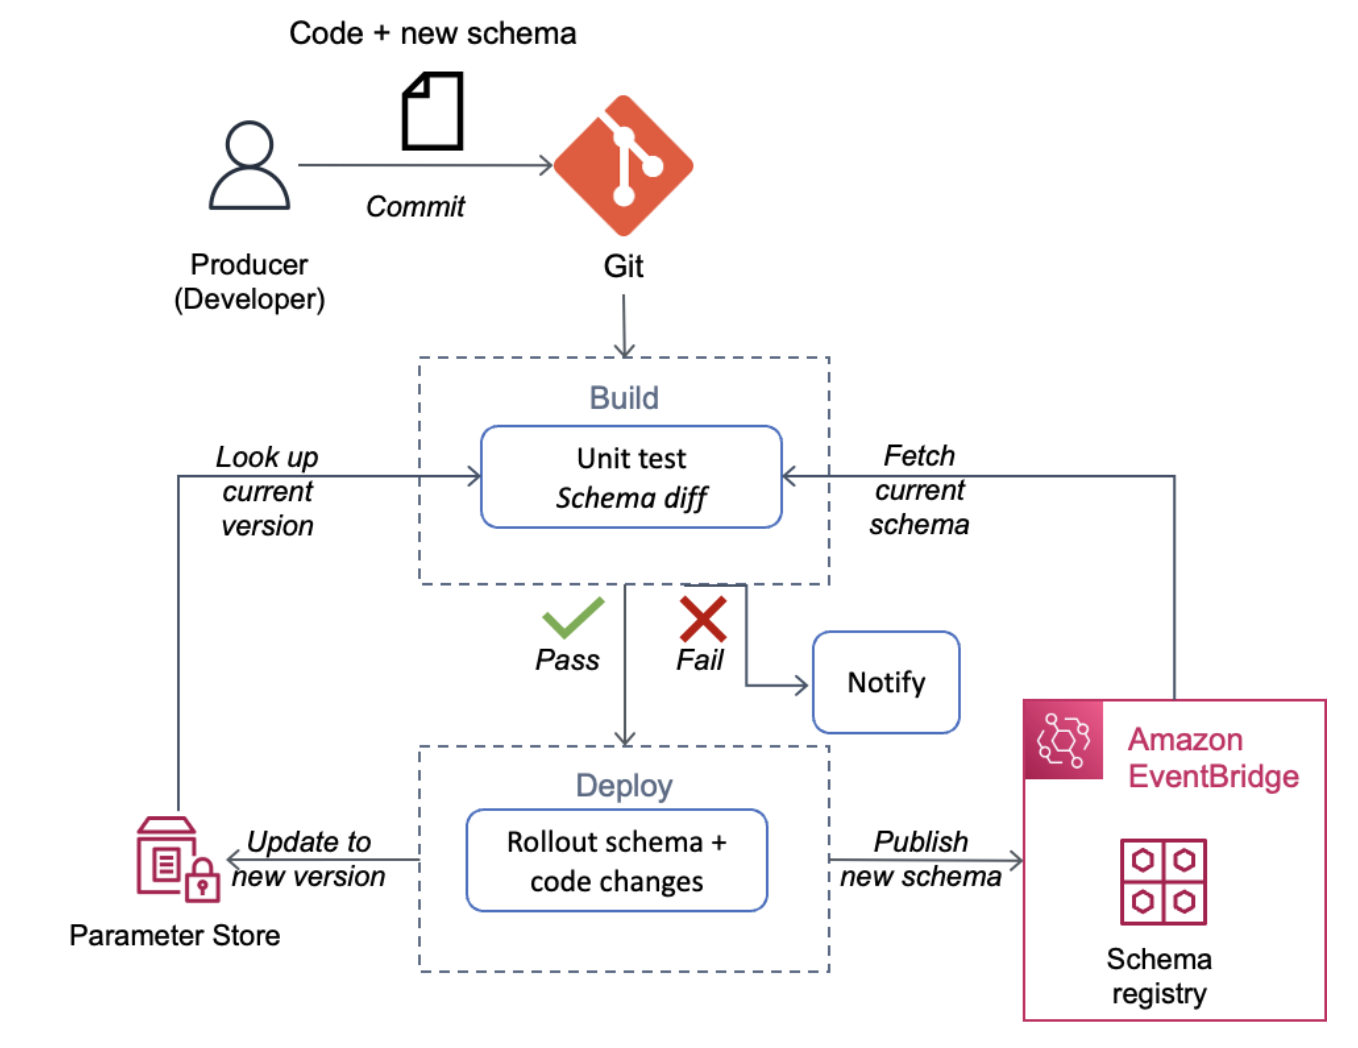 Code + new schema
Commit
Producer
(Developer)
Git
Build
Unit test
Schema diff
Look up
current
version
Fetch
current
schema
Pass
Fail
Notify
Amazon
EventBridge
Deploy
Rollout schema +
code changes
Update to
new version
Publish
new schema
Parameter Store
Schema
registry